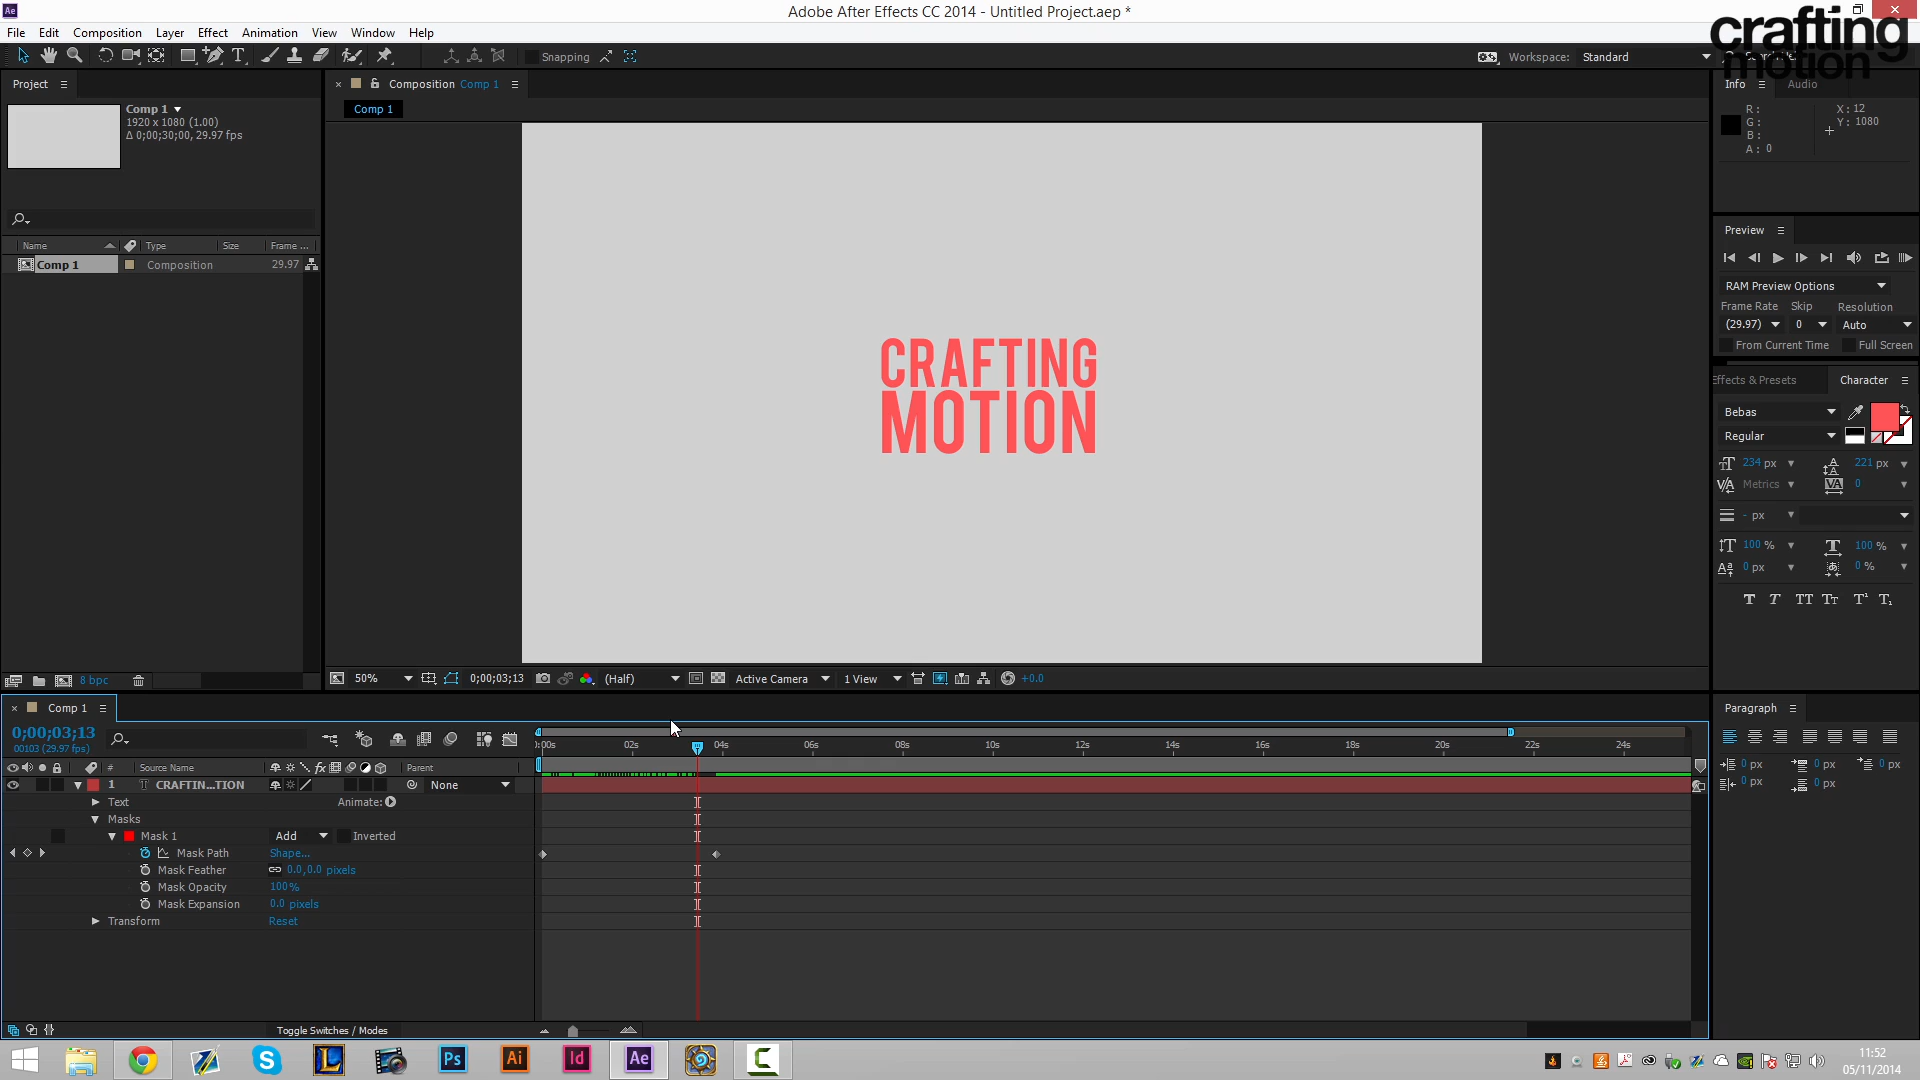 Ae
Adobe After Effects CC 2014 - Untitled Project.aep *
File Edit Composition Layer Effect Animation View Window Help
crafting
motion
Snapping
Workspace: Standard
Project
Composition Comp 1
Info Audio
Comp 1
1920 x 1080 (1.00)
Δ 0;00;30;00, 29.97 fps
Comp 1
R:
G:
B:
A: 0
X: 12
Y: 1080
Name Type Size Frame ...
Comp 1 Composition 29.97
CRAFTING
MOTION
Preview
RAM Preview Options
Frame Rate Skip Resolution
(29.97) 0 Auto
From Current Time Full Screen
Effects & Presets Character
Bebas
Regular
234 px 221 px
Metrics 0
- px
100 % 100 %
0 px 0 %
T T TT Tт T¹ T₁
8 bpc
50% 0;00;03;13 (Half) Active Camera 1 View +0.0
Comp 1
0;00;03;13
00103 (29.97 fps)
:00s 02s 04s 06s 08s 10s 12s 14s 16s 18s 20s 22s 24s
# Source Name fx Parent
1 T CRAFTIN...TION None
Text Animate:
Masks
Mask 1 Add Inverted
Mask Path Shape...
Mask Feather 0.0,0.0 pixels
Mask Opacity 100%
Mask Expansion 0.0 pixels
Transform Reset
Toggle Switches / Modes
Paragraph
0 px 0 px 0 px
0 px 0 px
L Ps Ai Id Ae C
11:52
05/11/2014